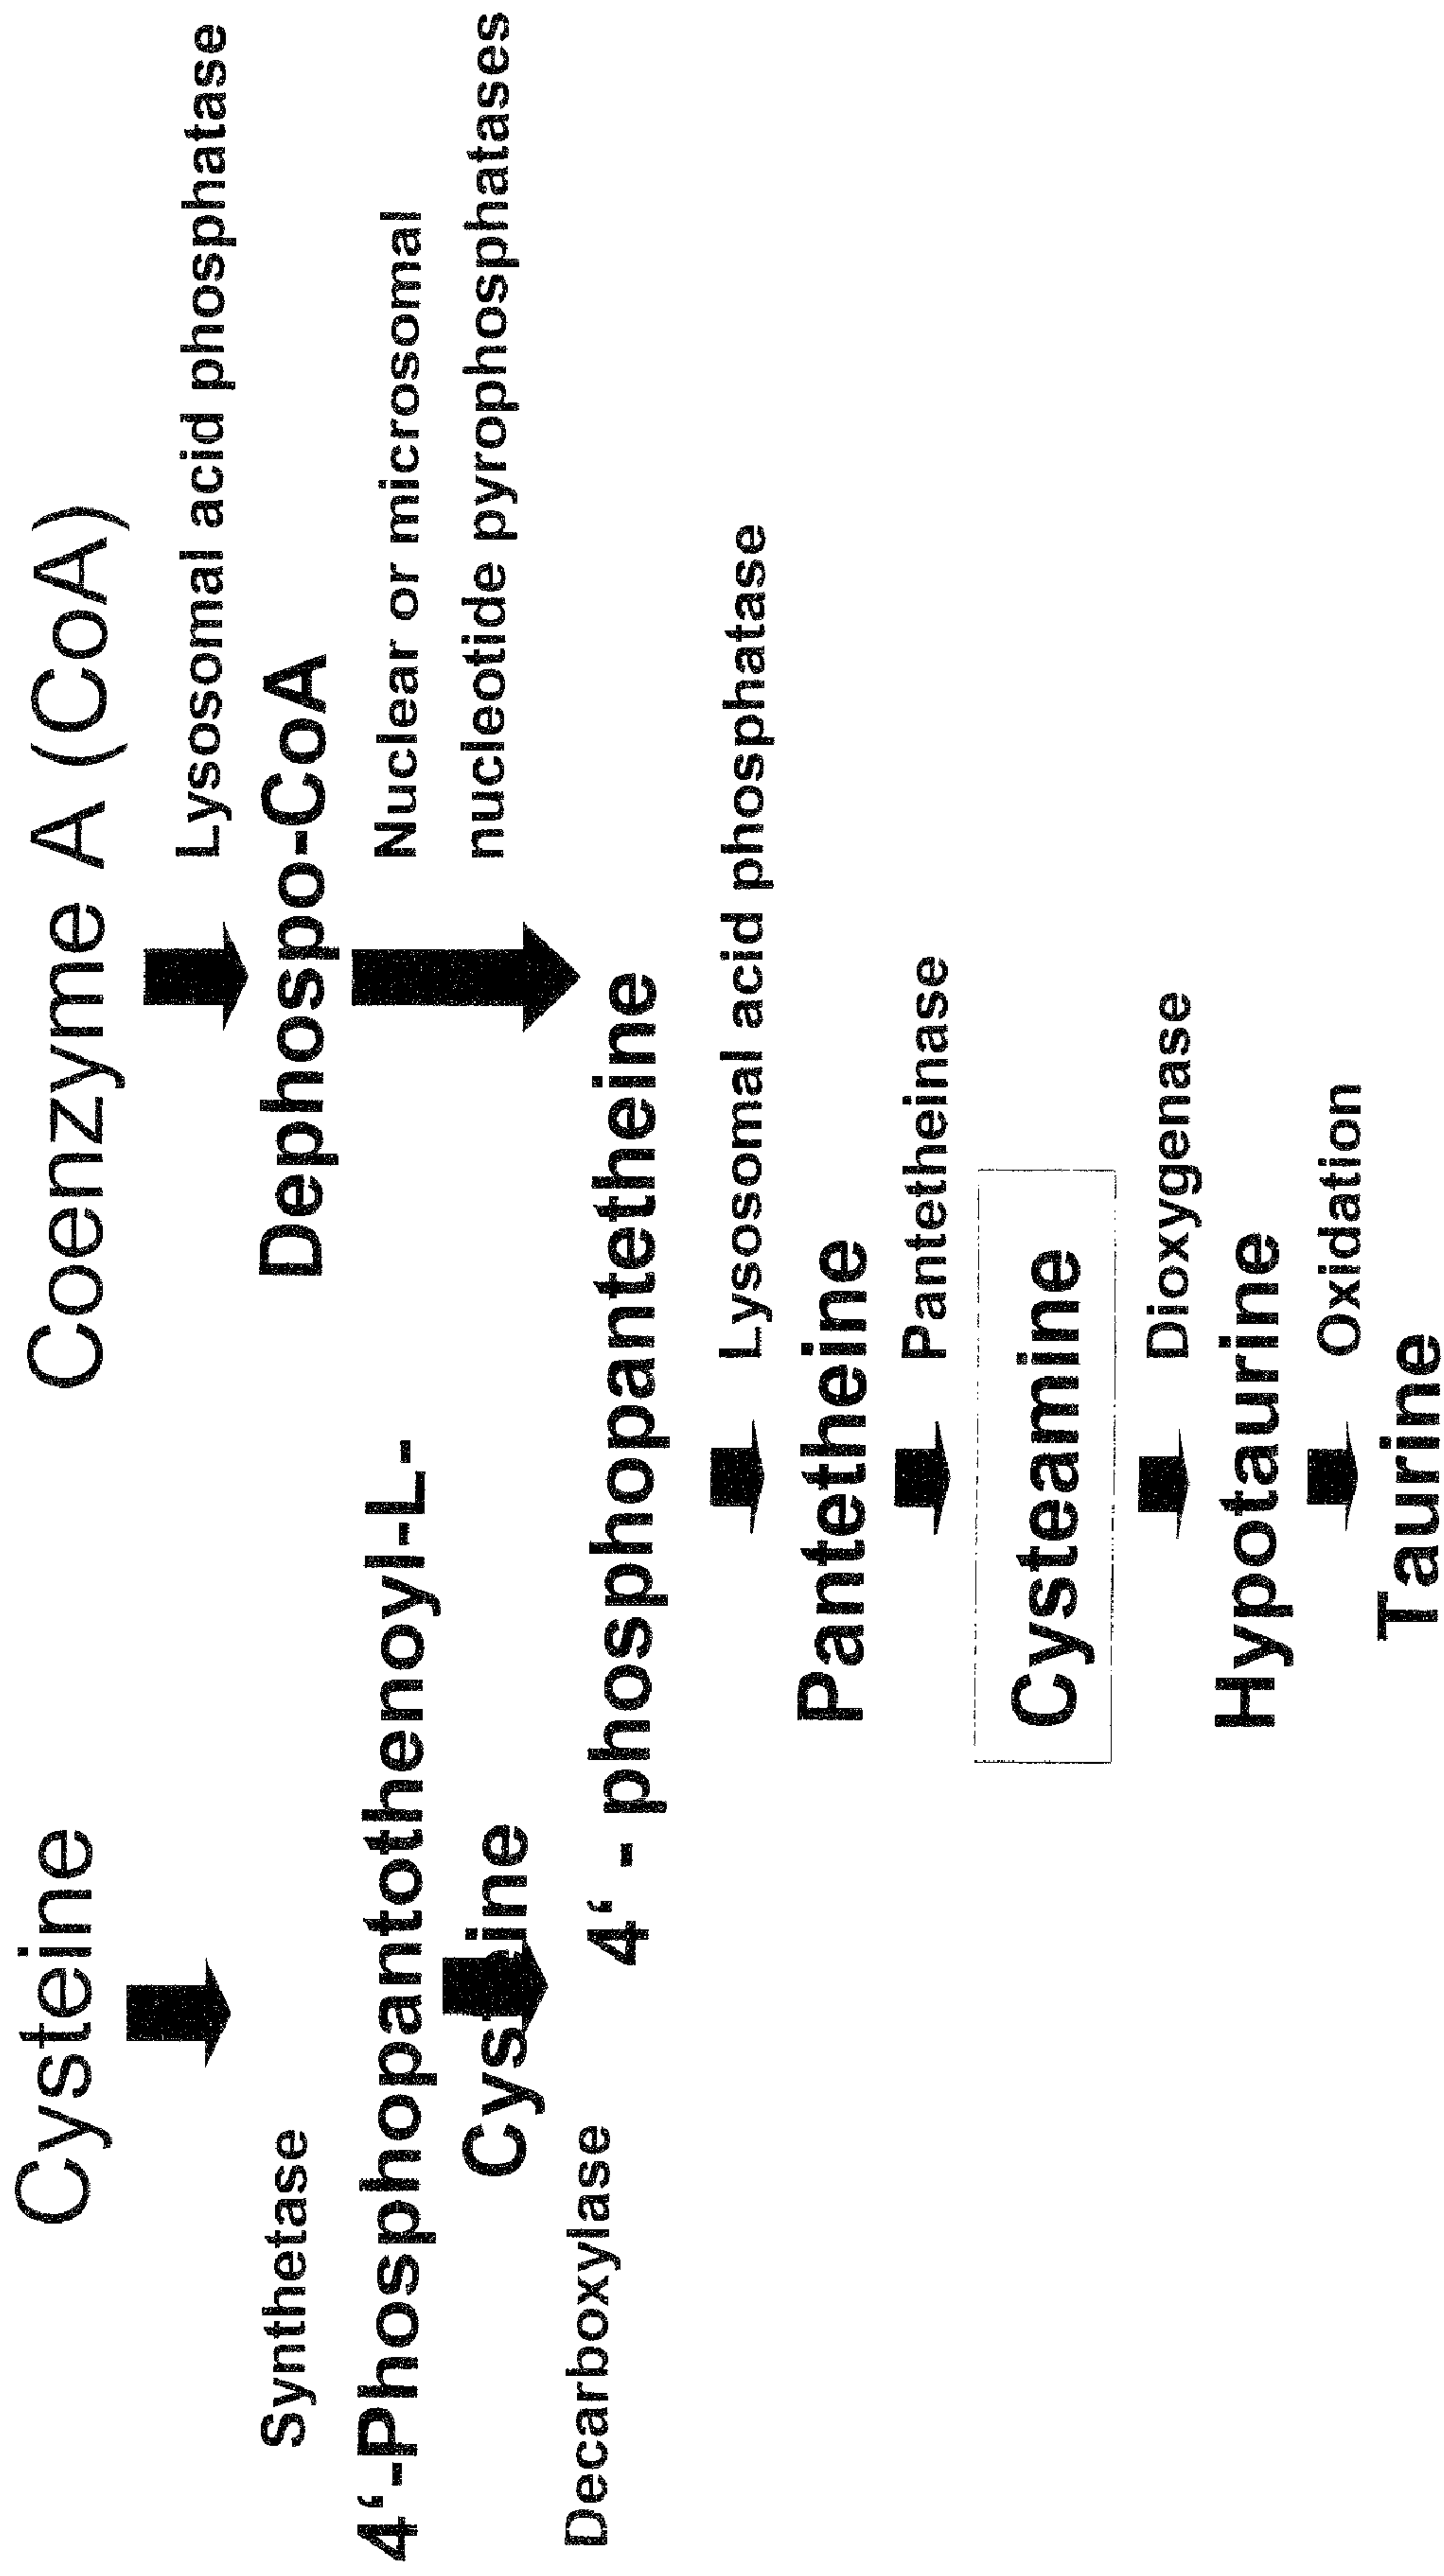 Cysteine
Coenzyme A (CoA)
Lysosomal acid phosphatase
Synthetase
Dephospo-CoA
4‘-Phosphopantothenoyl-L-
Cysteine
Nuclear or microsomal
nucleotide pyrophosphatases
Decarboxylase
4‘ - phosphopantetheine
Lysosomal acid phosphatase
Pantetheine
Pantetheinase
Cysteamine
Dioxygenase
Hypotaurine
Oxidation
Taurine